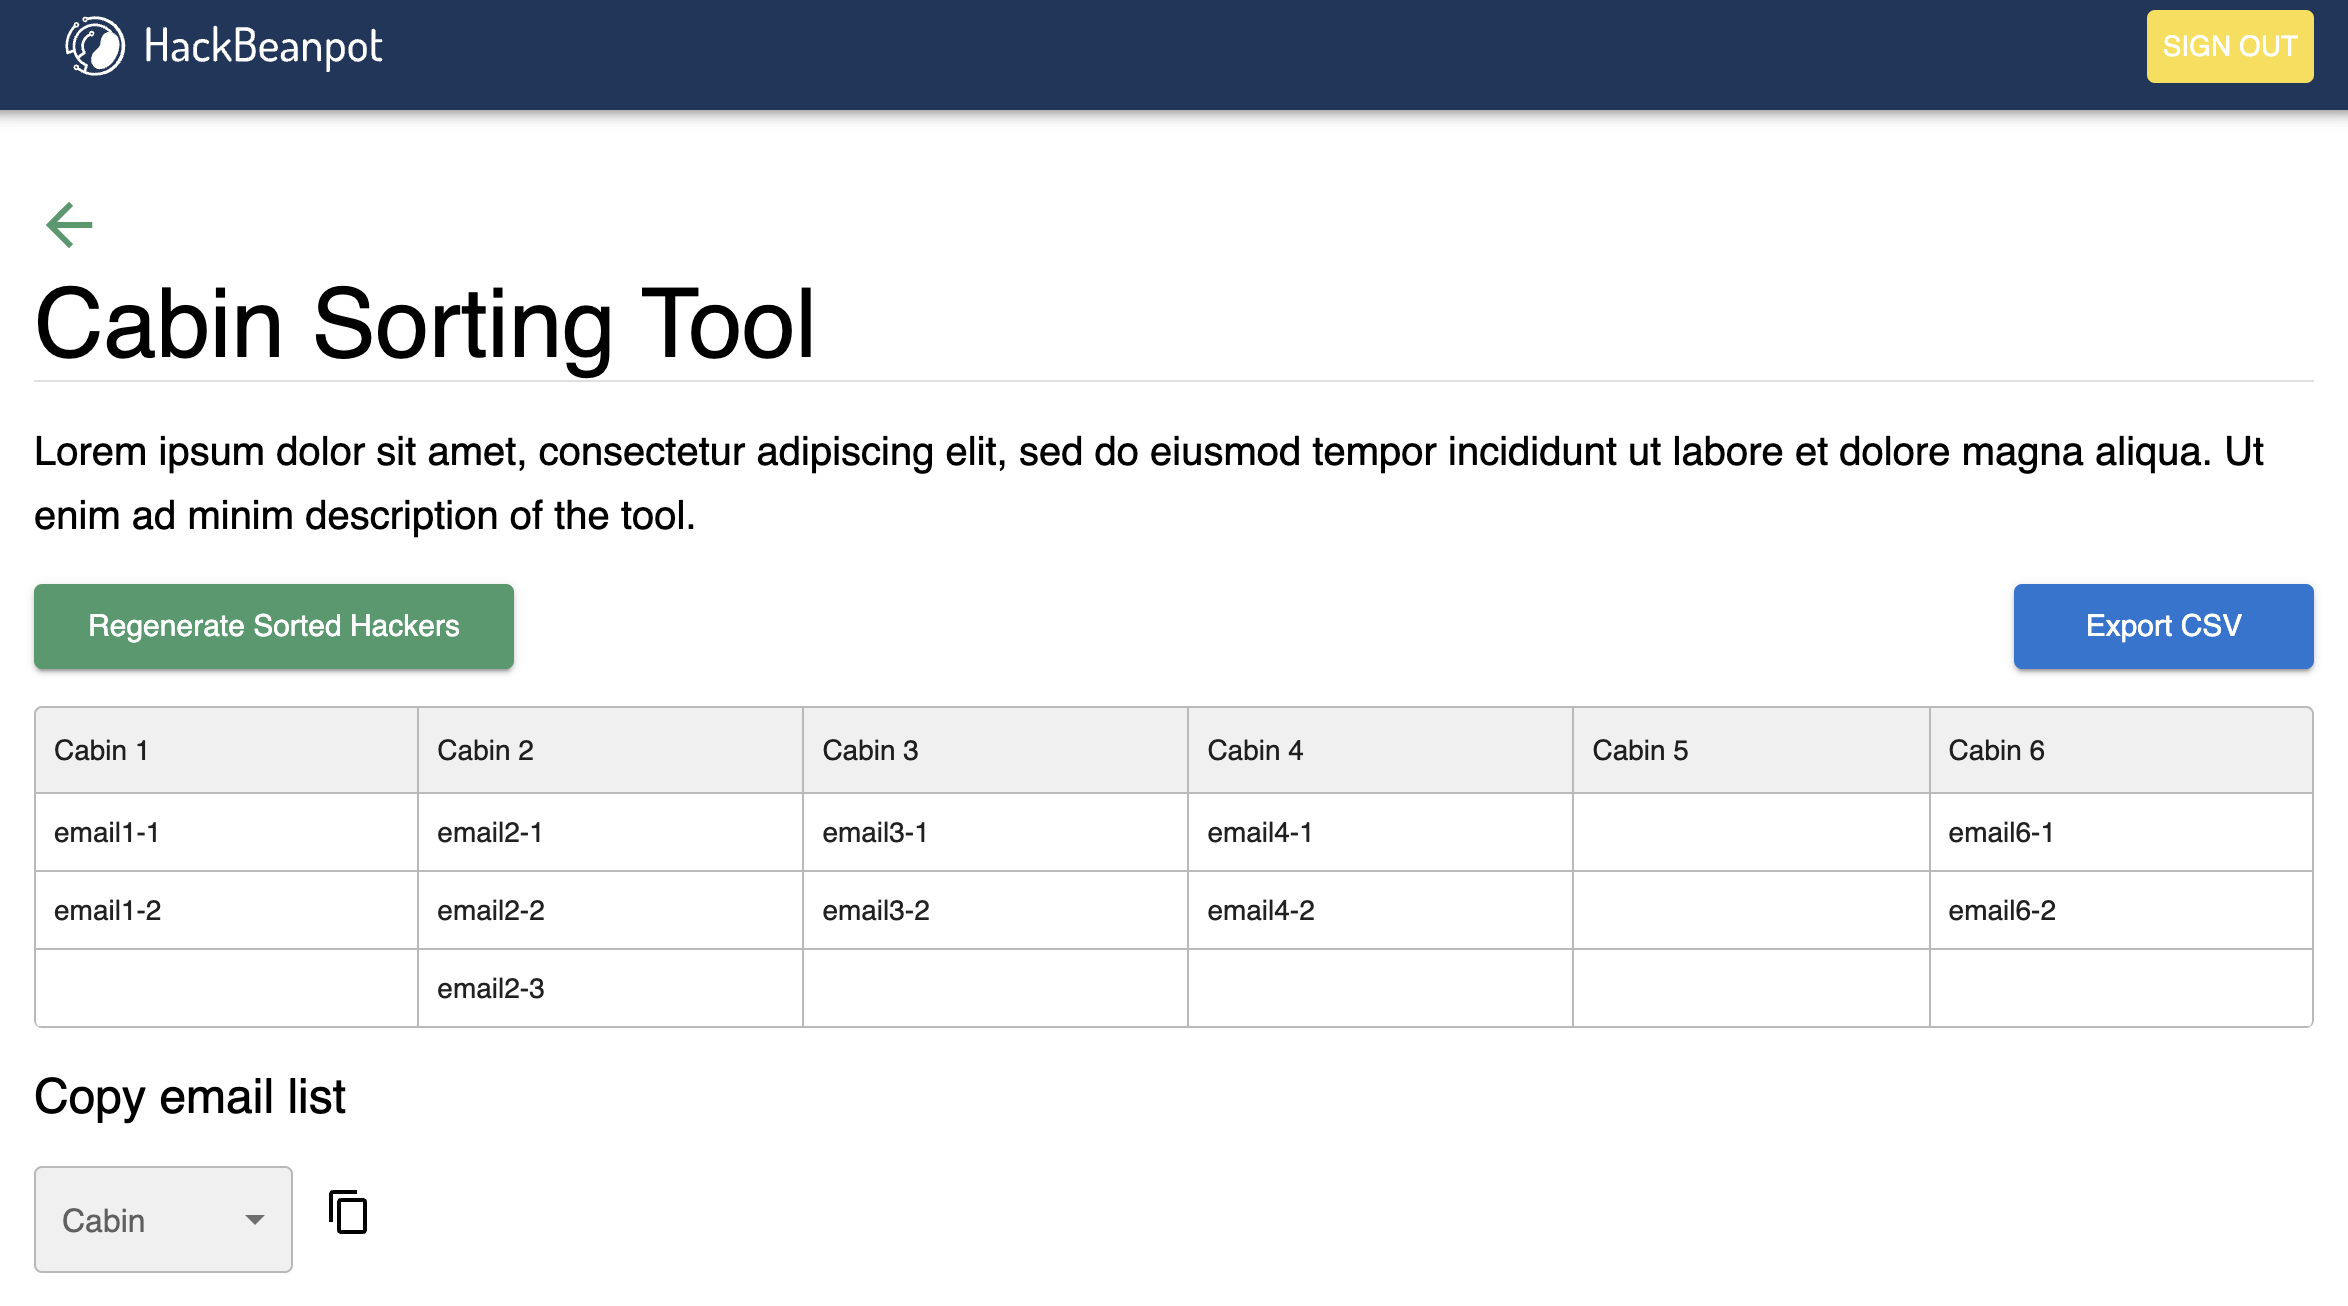 HackBeanpot
SIGN OUT
Cabin Sorting Tool
Lorem ipsum dolor sit amet, consectetur adipiscing elit, sed do eiusmod tempor incididunt ut labore et dolore magna aliqua. Ut
enim ad minim description of the tool.
Regenerate Sorted Hackers
Export CSV
Cabin 1 Cabin 2 Cabin 3 Cabin 4 Cabin 5 Cabin 6
email1-1 email2-1 email3-1 email4-1 email6-1
email1-2 email2-2 email3-2 email4-2 email6-2
email2-3
Copy email list
Cabin